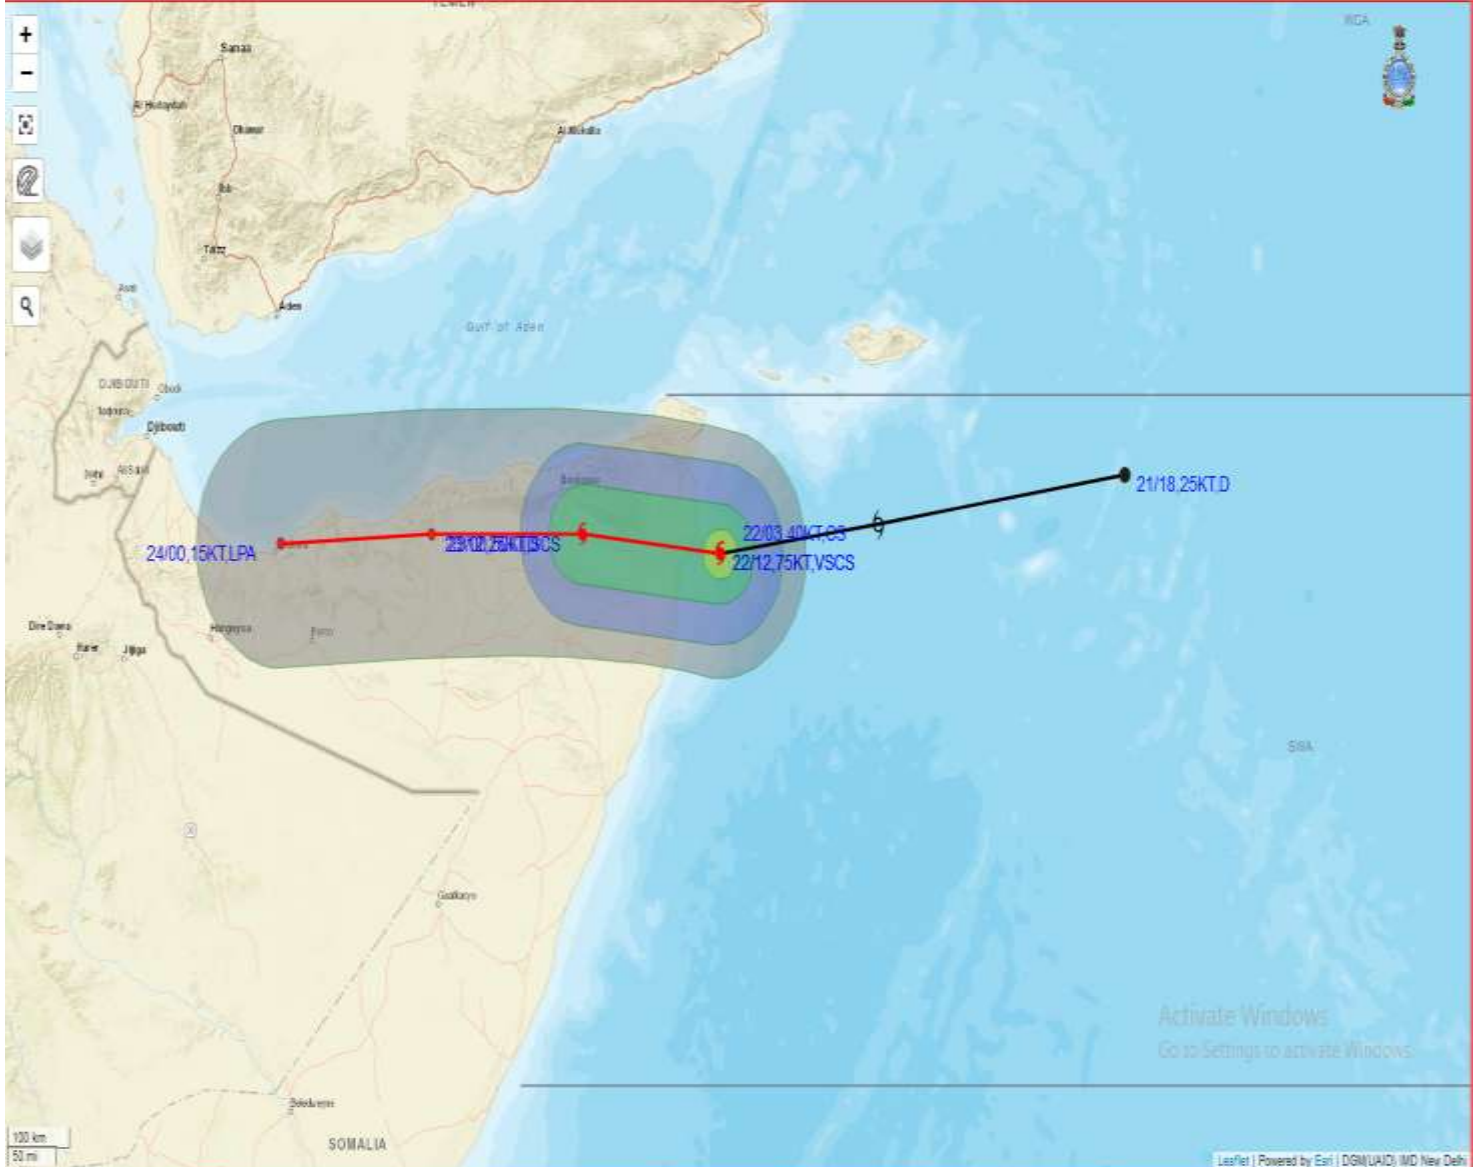 YEMEN
WCA
+
Sanaa
−
Al Hudaydah
Dhamar
Al Mukalla
Ibb
Taizz
Aden
Gulf of Aden
DJIBOUTI
Obock
Tadjoura
Djibouti
22/03,40KT,CS
21/18,25KT,D
24/00,15KT,LPA
22/12,75KT,VSCS
Hargeysa
Dire Dawa
Harer
Jijiga
SWA
Gaalkacyo
Activate Windows
Go to Settings to activate Windows.
Beledweyne
SOMALIA
100 km
50 mi
Leaflet | Powered by Esri | DGM(UAID), IMD New Delhi